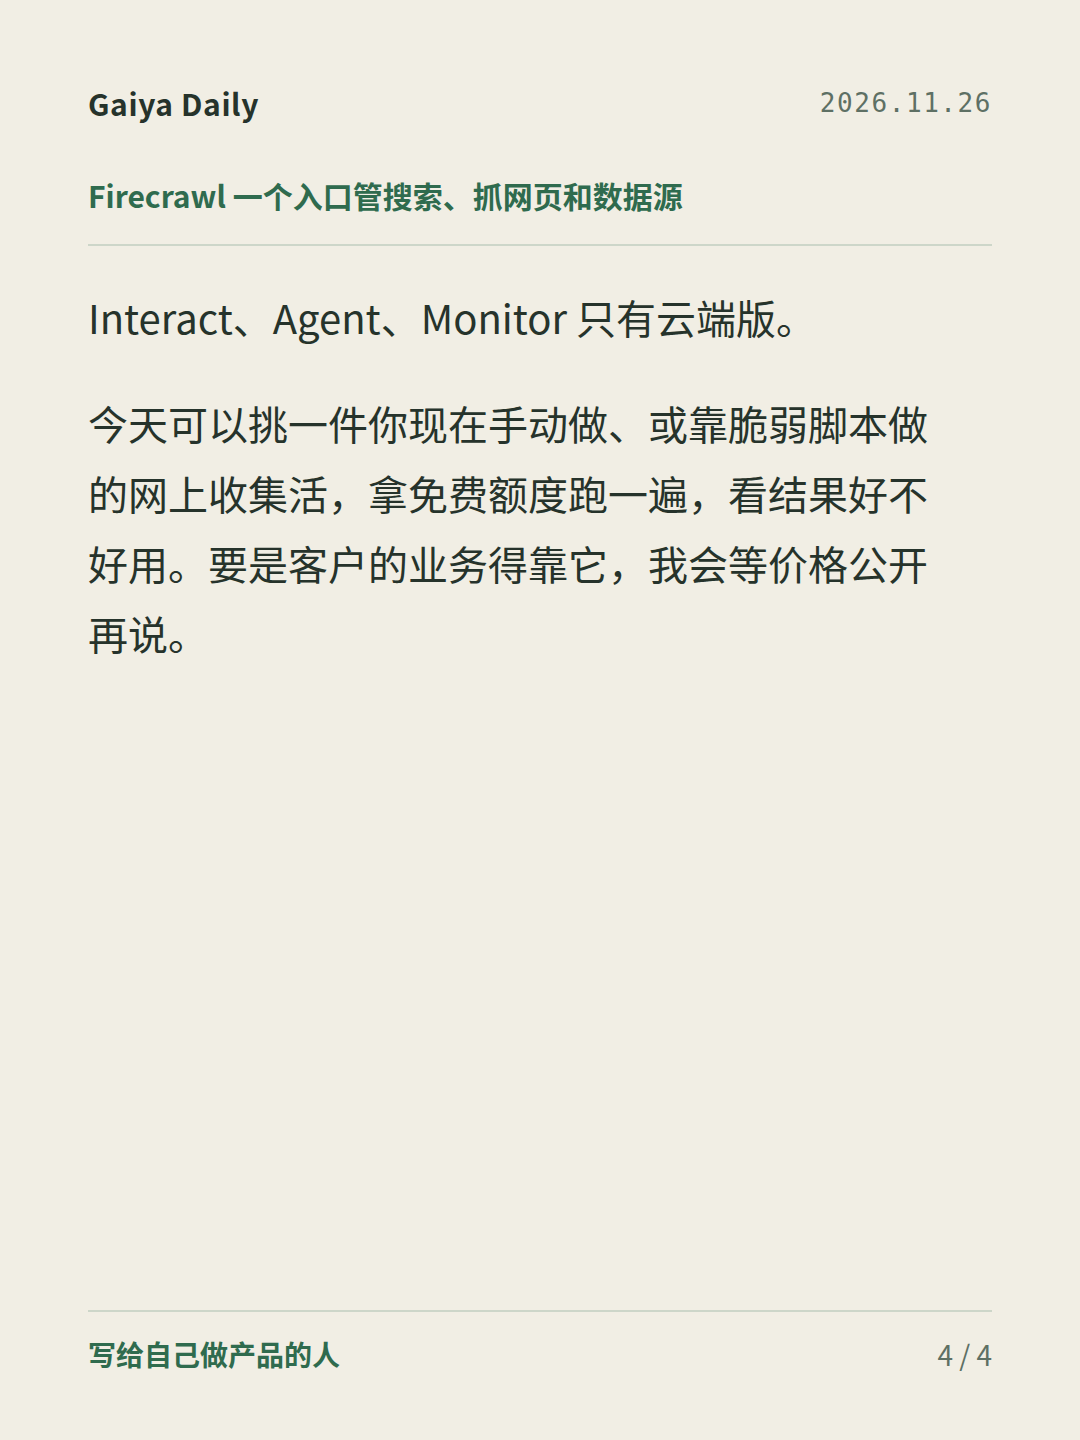 Gaiya Daily
2026.11.26
Firecrawl 一个入口管搜索、抓网页和数据源
Interact、Agent、Monitor 只有云端版。
今天可以挑一件你现在手动做、或靠脆弱脚本做
的网上收集活，拿免费额度跑一遍，看结果好不
好用。要是客户的业务得靠它，我会等价格公开
再说。
写给自己做产品的人
4 / 4